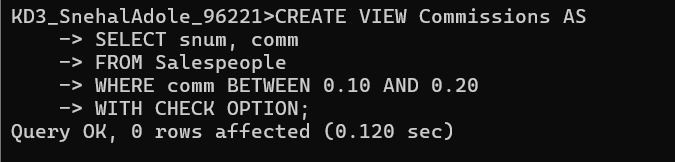 KD3_SnehalAdole_96221>CREATE VIEW Commissions AS
    -> SELECT snum, comm
    -> FROM Salespeople
    -> WHERE comm BETWEEN 0.10 AND 0.20
    -> WITH CHECK OPTION;
Query OK, 0 rows affected (0.120 sec)